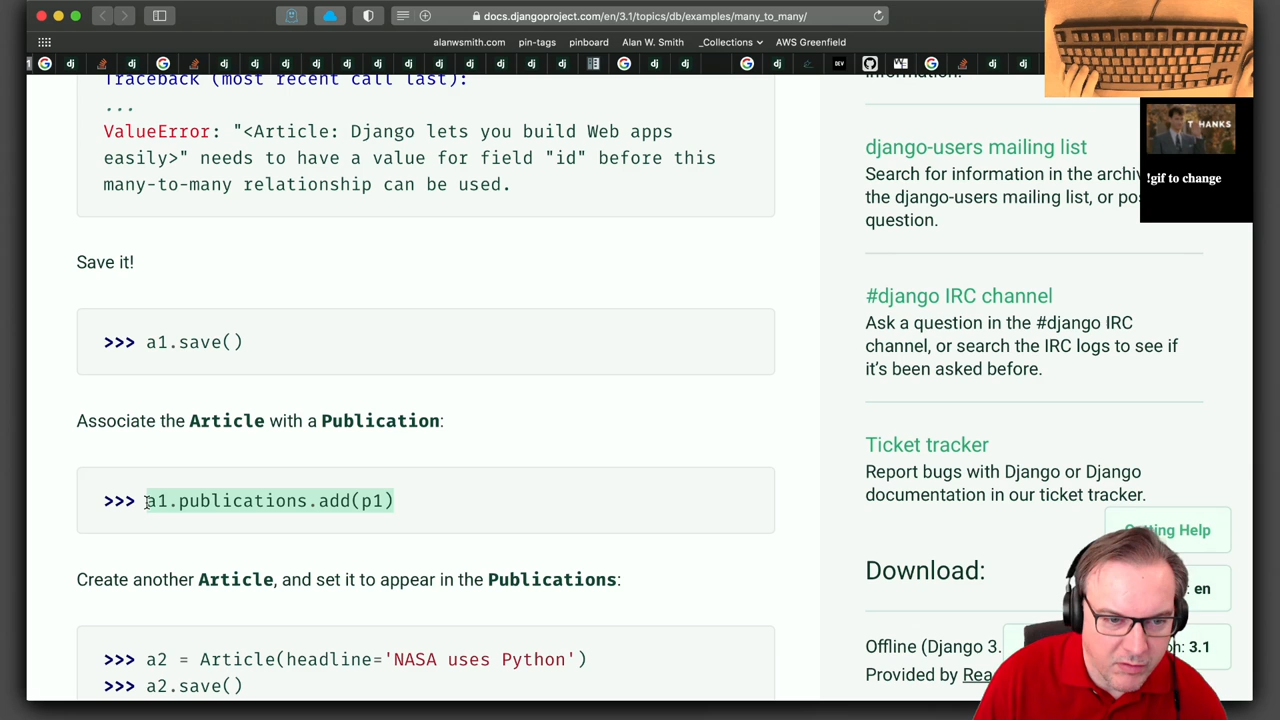 docs.djangoproject.com/en/3.1/topics/db/examples/many_to_many/
alanwsmith.com pin-tags pinboard Alan W. Smith _Collections AWS Greenfield
Traceback (most recent call last):
...
ValueError: "<Article: Django lets you build Web apps
easily>" needs to have a value for field "id" before this
many-to-many relationship can be used.
Save it!
>>> a1.save()
Associate the Article with a Publication:
>>> a1.publications.add(p1)
Create another Article, and set it to appear in the Publications:
>>> a2 = Article(headline='NASA uses Python')
>>> a2.save()
information.
django-users mailing list
Search for information in the archiv
the django-users mailing list, or pos
question.
#django IRC channel
Ask a question in the #django IRC
channel, or search the IRC logs to see if
it's been asked before.
Ticket tracker
Report bugs with Django or Django
documentation in our ticket tracker.
Getting Help
Download:
en
Offline (Django 3.
3.1
Provided by Rea
T HANKS
!gif to change